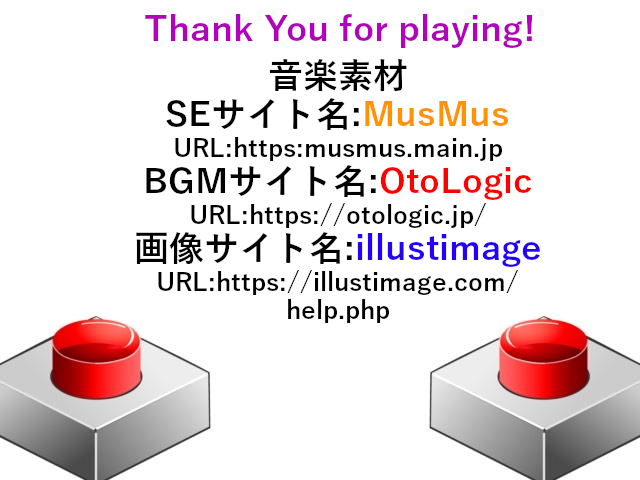 Thank You for playing!
音楽素材
SEサイト名:MusMus
URL:https:musmus.main.jp
BGMサイト名:OtoLogic
URL:https://otologic.jp/
画像サイト名:illustimage
URL:https://illustimage.com/
help.php